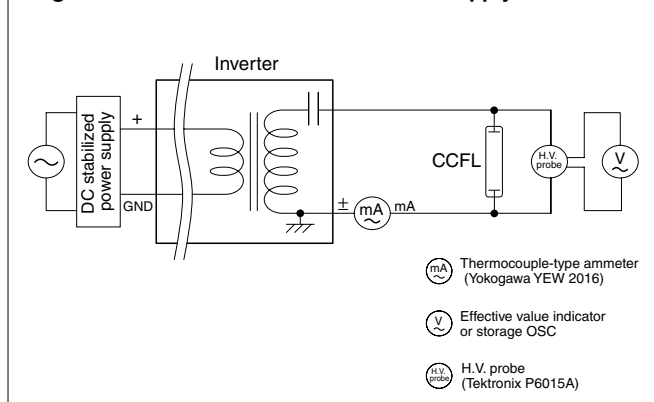 Inverter
DC stabilized
power supply
+
GND
±
mA
mA
CCFL
H.V.
probe
V
mA
Thermocouple-type ammeter
(Yokogawa YEW 2016)
V
Effective value indicator
or storage OSC
H.V.
probe
H.V. probe
(Tektronix P6015A)